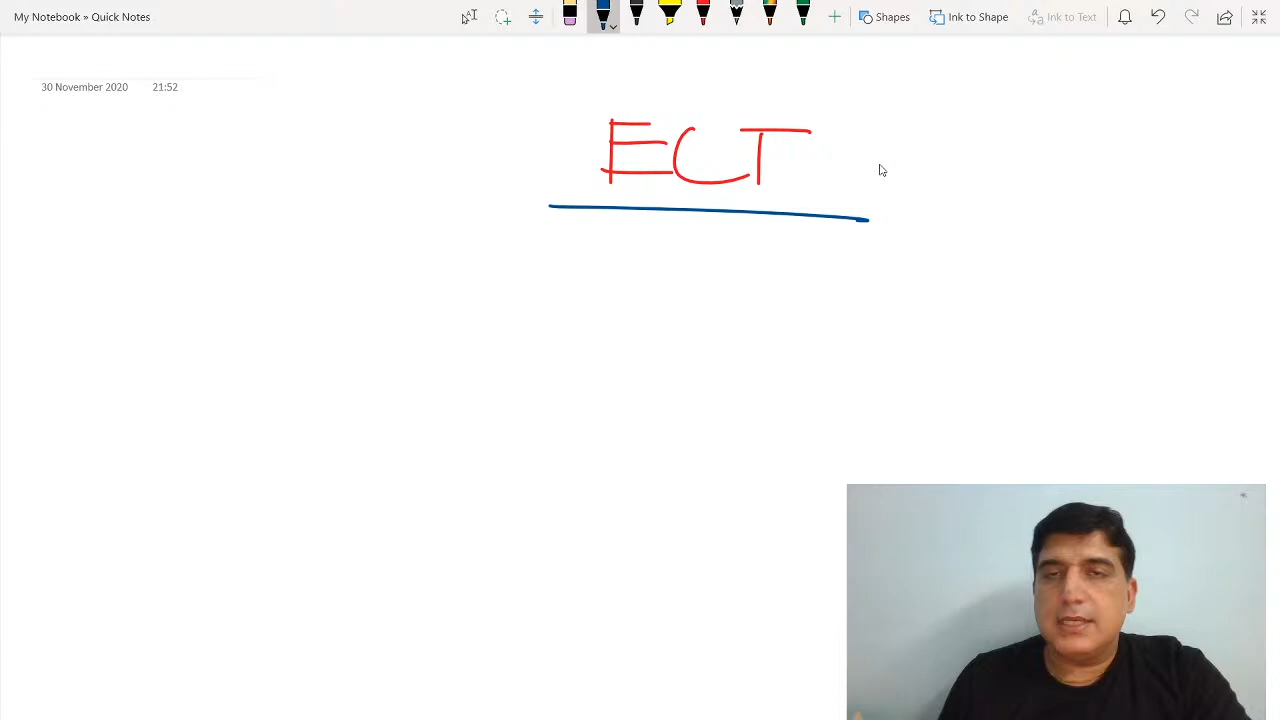 My Notebook » Quick Notes
Shapes
Ink to Shape
Ink to Text
30 November 2020 21:52
ECT